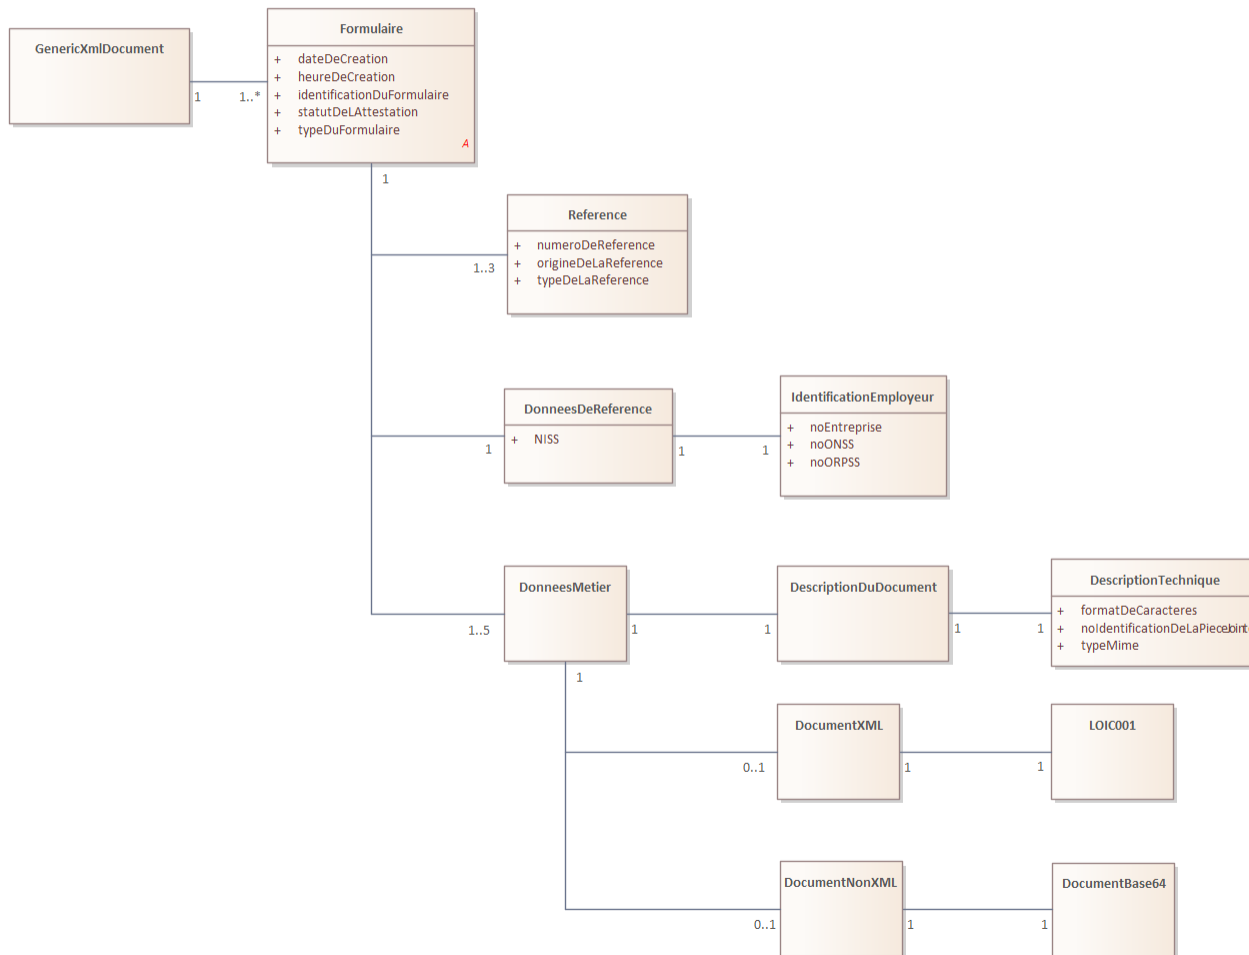 GenericXmlDocument
1
1..*
Formulaire
+ dateDeCreation
+ heureDeCreation
+ identificationDuFormulaire
+ statutDeLAttestation
+ typeDuFormulaire
A
1
Reference
+ numeroDeReference
+ origineDeLaReference
+ typeDeLaReference
1..3
DonneesDeReference
+ NISS
1
1
1
IdentificationEmployeur
+ noEntreprise
+ noONSS
+ noORPSS
DonneesMetier
1..5
1
1
DescriptionDuDocument
1
1
DescriptionTechnique
+ formatDeCaracteres
+ noIdentificationDeLaPieceJoint
+ typeMime
1
DocumentXML
0..1
1
1
LOIC001
DocumentNonXML
0..1
1
1
DocumentBase64